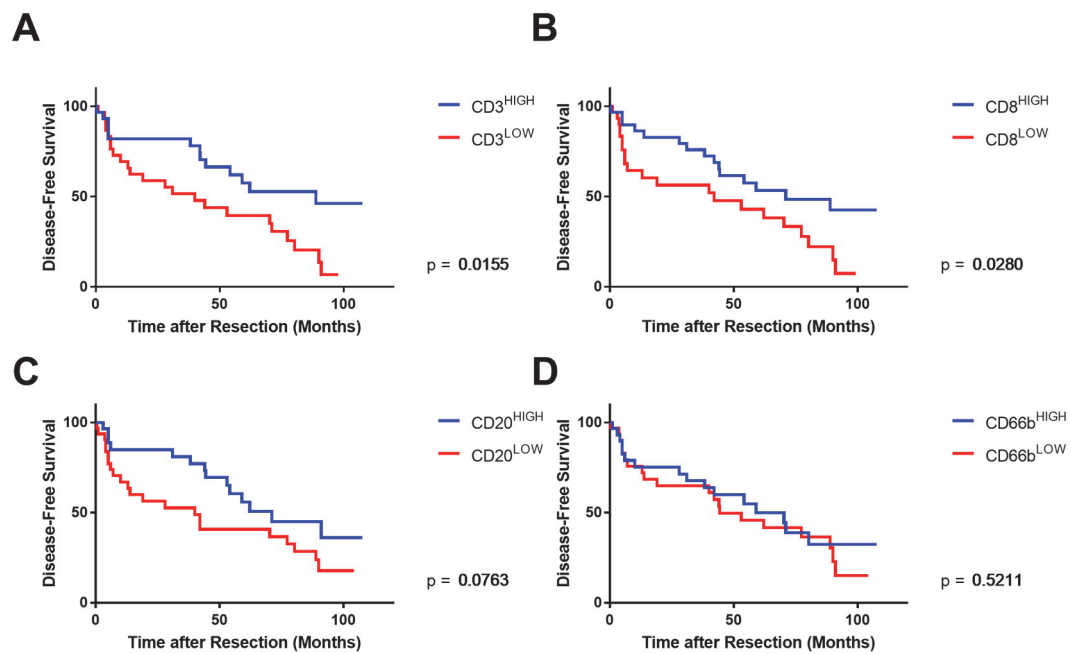 A
Disease-Free Survival
100
50
0
0 50 100
Time after Resection (Months)
CD3HIGH
CD3LOW
p = 0.0155
B
Disease-Free Survival
100
50
0
0 50 100
Time after Resection (Months)
CD8HIGH
CD8LOW
p = 0.0280
C
Disease-Free Survival
100
50
0
0 50 100
Time after Resection (Months)
CD20HIGH
CD20LOW
p = 0.0763
D
Disease-Free Survival
100
50
0
0 50 100
Time after Resection (Months)
CD66bHIGH
CD66bLOW
p = 0.5211